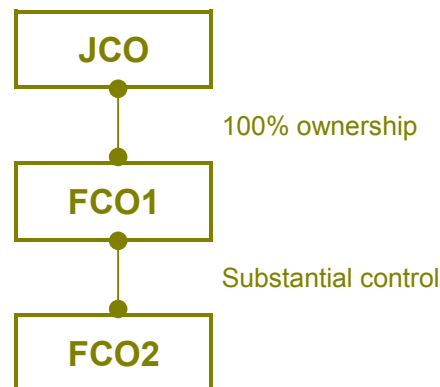 JCO
100% ownership
FCO1
Substantial control
FCO2